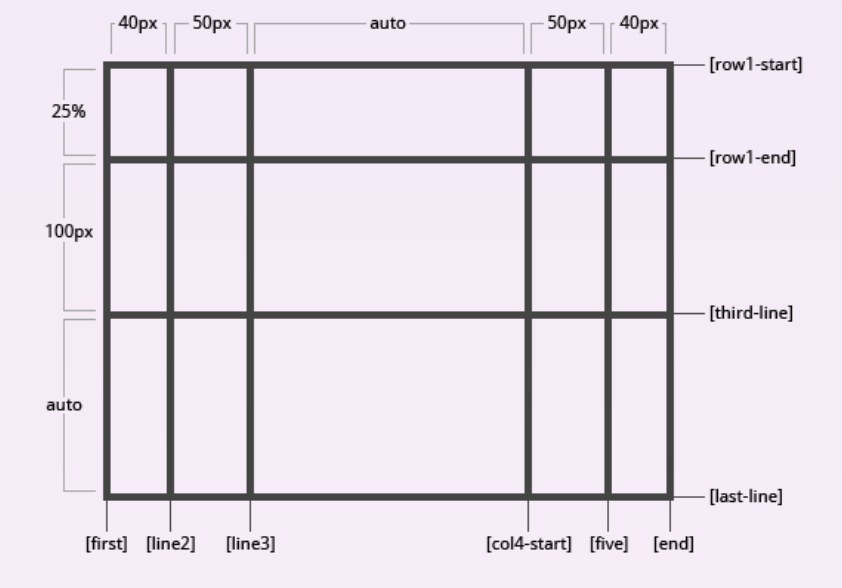 40px 50px auto 50px 40px
[row1-start]
25%
[row1-end]
100px
[third-line]
auto
[last-line]
[first] [line2] [line3] [col4-start] [five] [end]